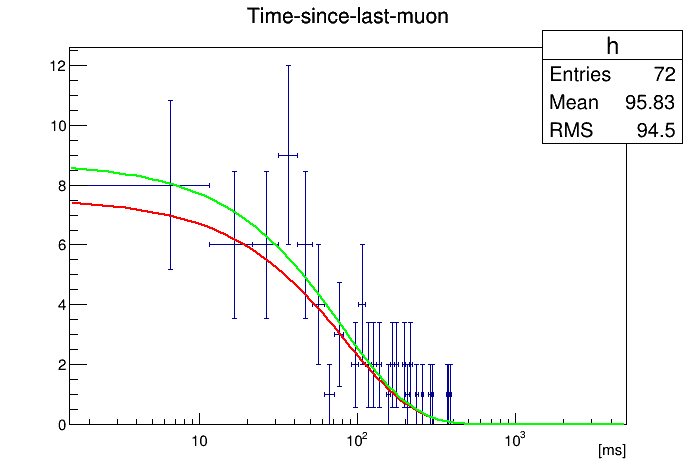 Time-since-last-muon
h
Entries 72
Mean 95.83
RMS 94.5
12
10
8
6
4
2
0
10 10² 10³
[ms]